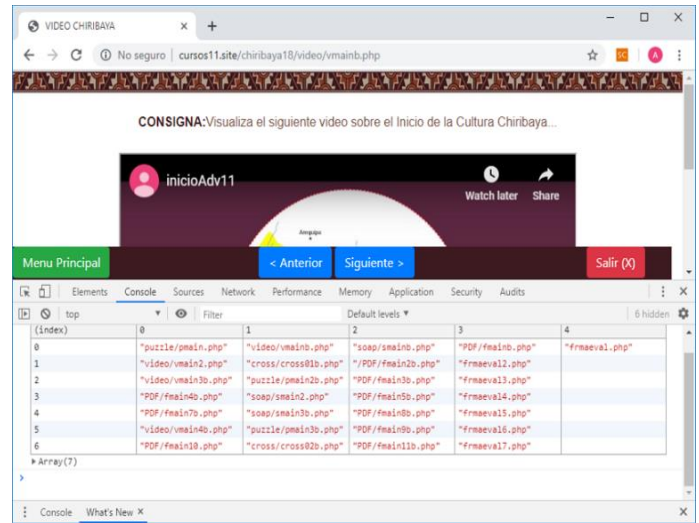 VIDEO CHIRIBAYA
No seguro | cursos11.site/chiribaya18/video/vmainb.php
CONSIGNA:Visualiza el siguiente video sobre el Inicio de la Cultura Chiribaya...
inicioAdv11
Watch later Share
Arequipa
Menu Principal < Anterior Siguiente > Salir (X)
Elements Console Sources Network Performance Memory Application Security Audits
top Filter Default levels ▼ 6 hidden
(index) 0 1 2 3 4
0 "puzzle/pmain.php" "video/vmainb.php" "soap/smainb.php" "PDF/fmainb.php" "frmaeval.php"
1 "video/vmain2.php" "cross/cross01b.php" "/PDF/fmain2b.php" "frmaeval2.php"
2 "video/vmain3b.php" "puzzle/pmain2b.php" "PDF/fmain3b.php" "frmaeval3.php"
3 "PDF/fmain4b.php" "soap/smain2.php" "PDF/fmain5b.php" "frmaeval4.php"
4 "PDF/fmain7b.php" "soap/smain3b.php" "PDF/fmain8b.php" "frmaeval5.php"
5 "video/vmain4b.php" "puzzle/pmain3b.php" "PDF/fmain9b.php" "frmaeval6.php"
6 "PDF/fmain10.php" "cross/cross02b.php" "PDF/fmain11b.php" "frmaeval7.php"
▶ Array(7)
Console What's New ×